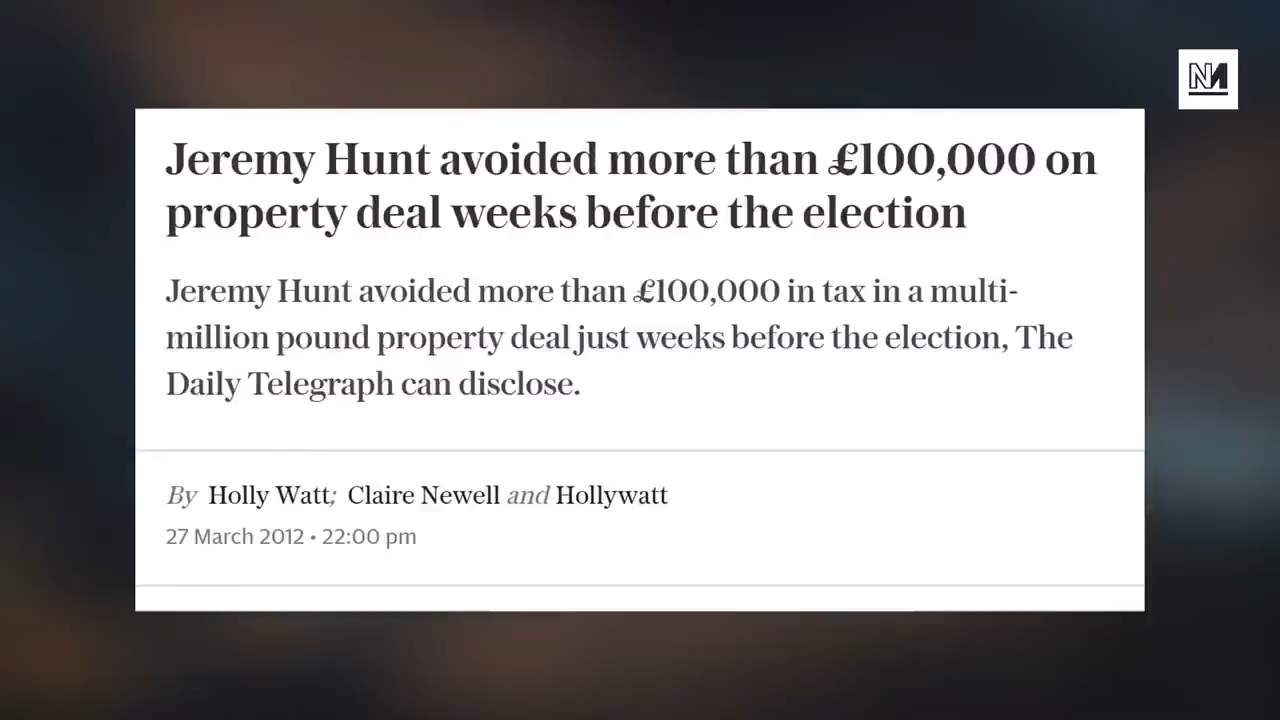 NM
Jeremy Hunt avoided more than £100,000 on
property deal weeks before the election
Jeremy Hunt avoided more than £100,000 in tax in a multi-
million pound property deal just weeks before the election, The
Daily Telegraph can disclose.
By Holly Watt; Claire Newell and Hollywatt
27 March 2012 • 22:00 pm